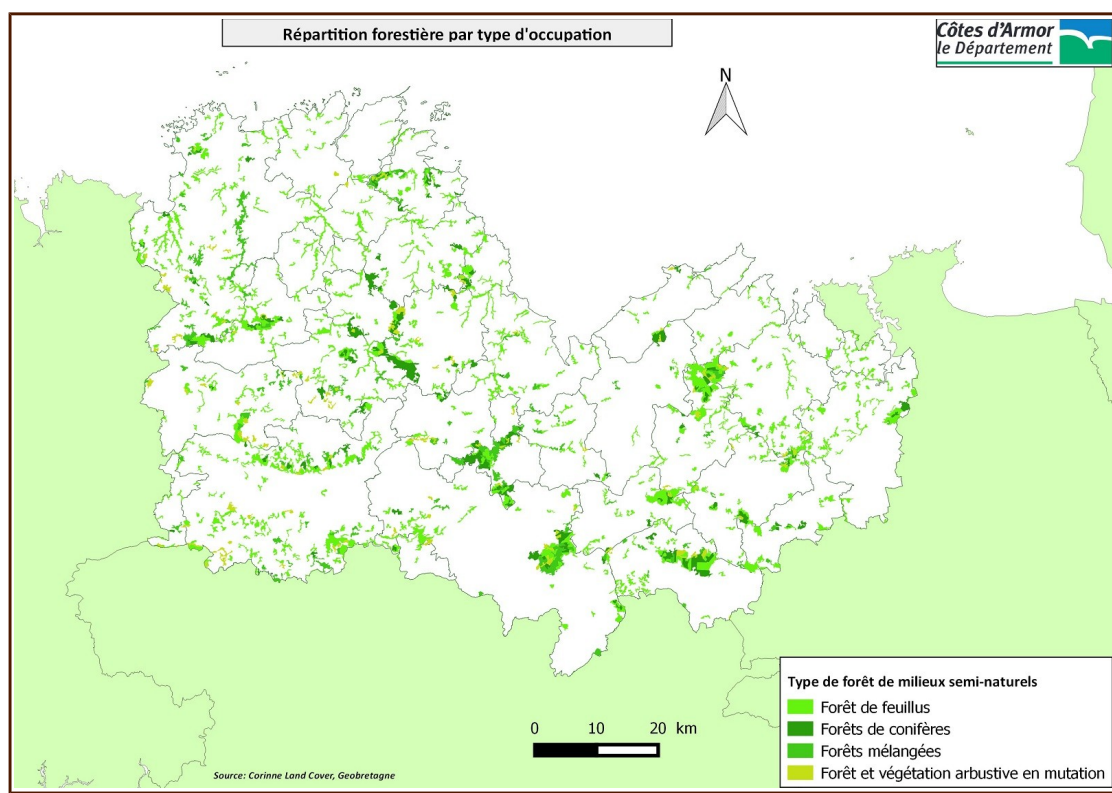 Répartition forestière par type d'occupation
Côtes d'Armor
le Département
N
Type de forêt de milieux semi-naturels
Forêt de feuillus
Forêts de conifères
Forêts mélangées
Forêt et végétation arbustive en mutation
0 10 20 km
Source: Corinne Land Cover, Geobretagne